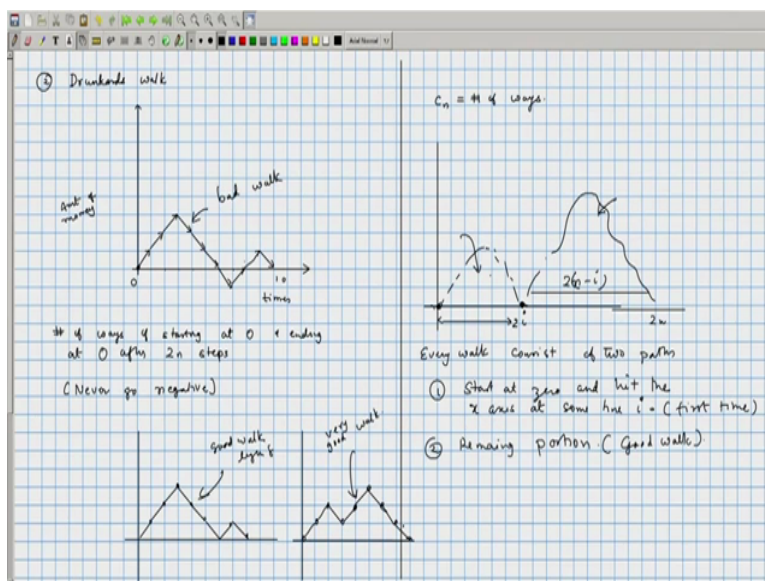 ③ Drunkards walk
Amt of
money
bad walk
0
10
times
# of ways of starting at 0 & ending
at 0 after 2n steps
(Never go negative)
good walk
very
good walk
Cn = # of ways.
2(n-i)
2i
2n
Every walk consist of two paths
① Start at zero and hit the
x axis at some time i. (first time)
② Remaing portion. (Good walk).